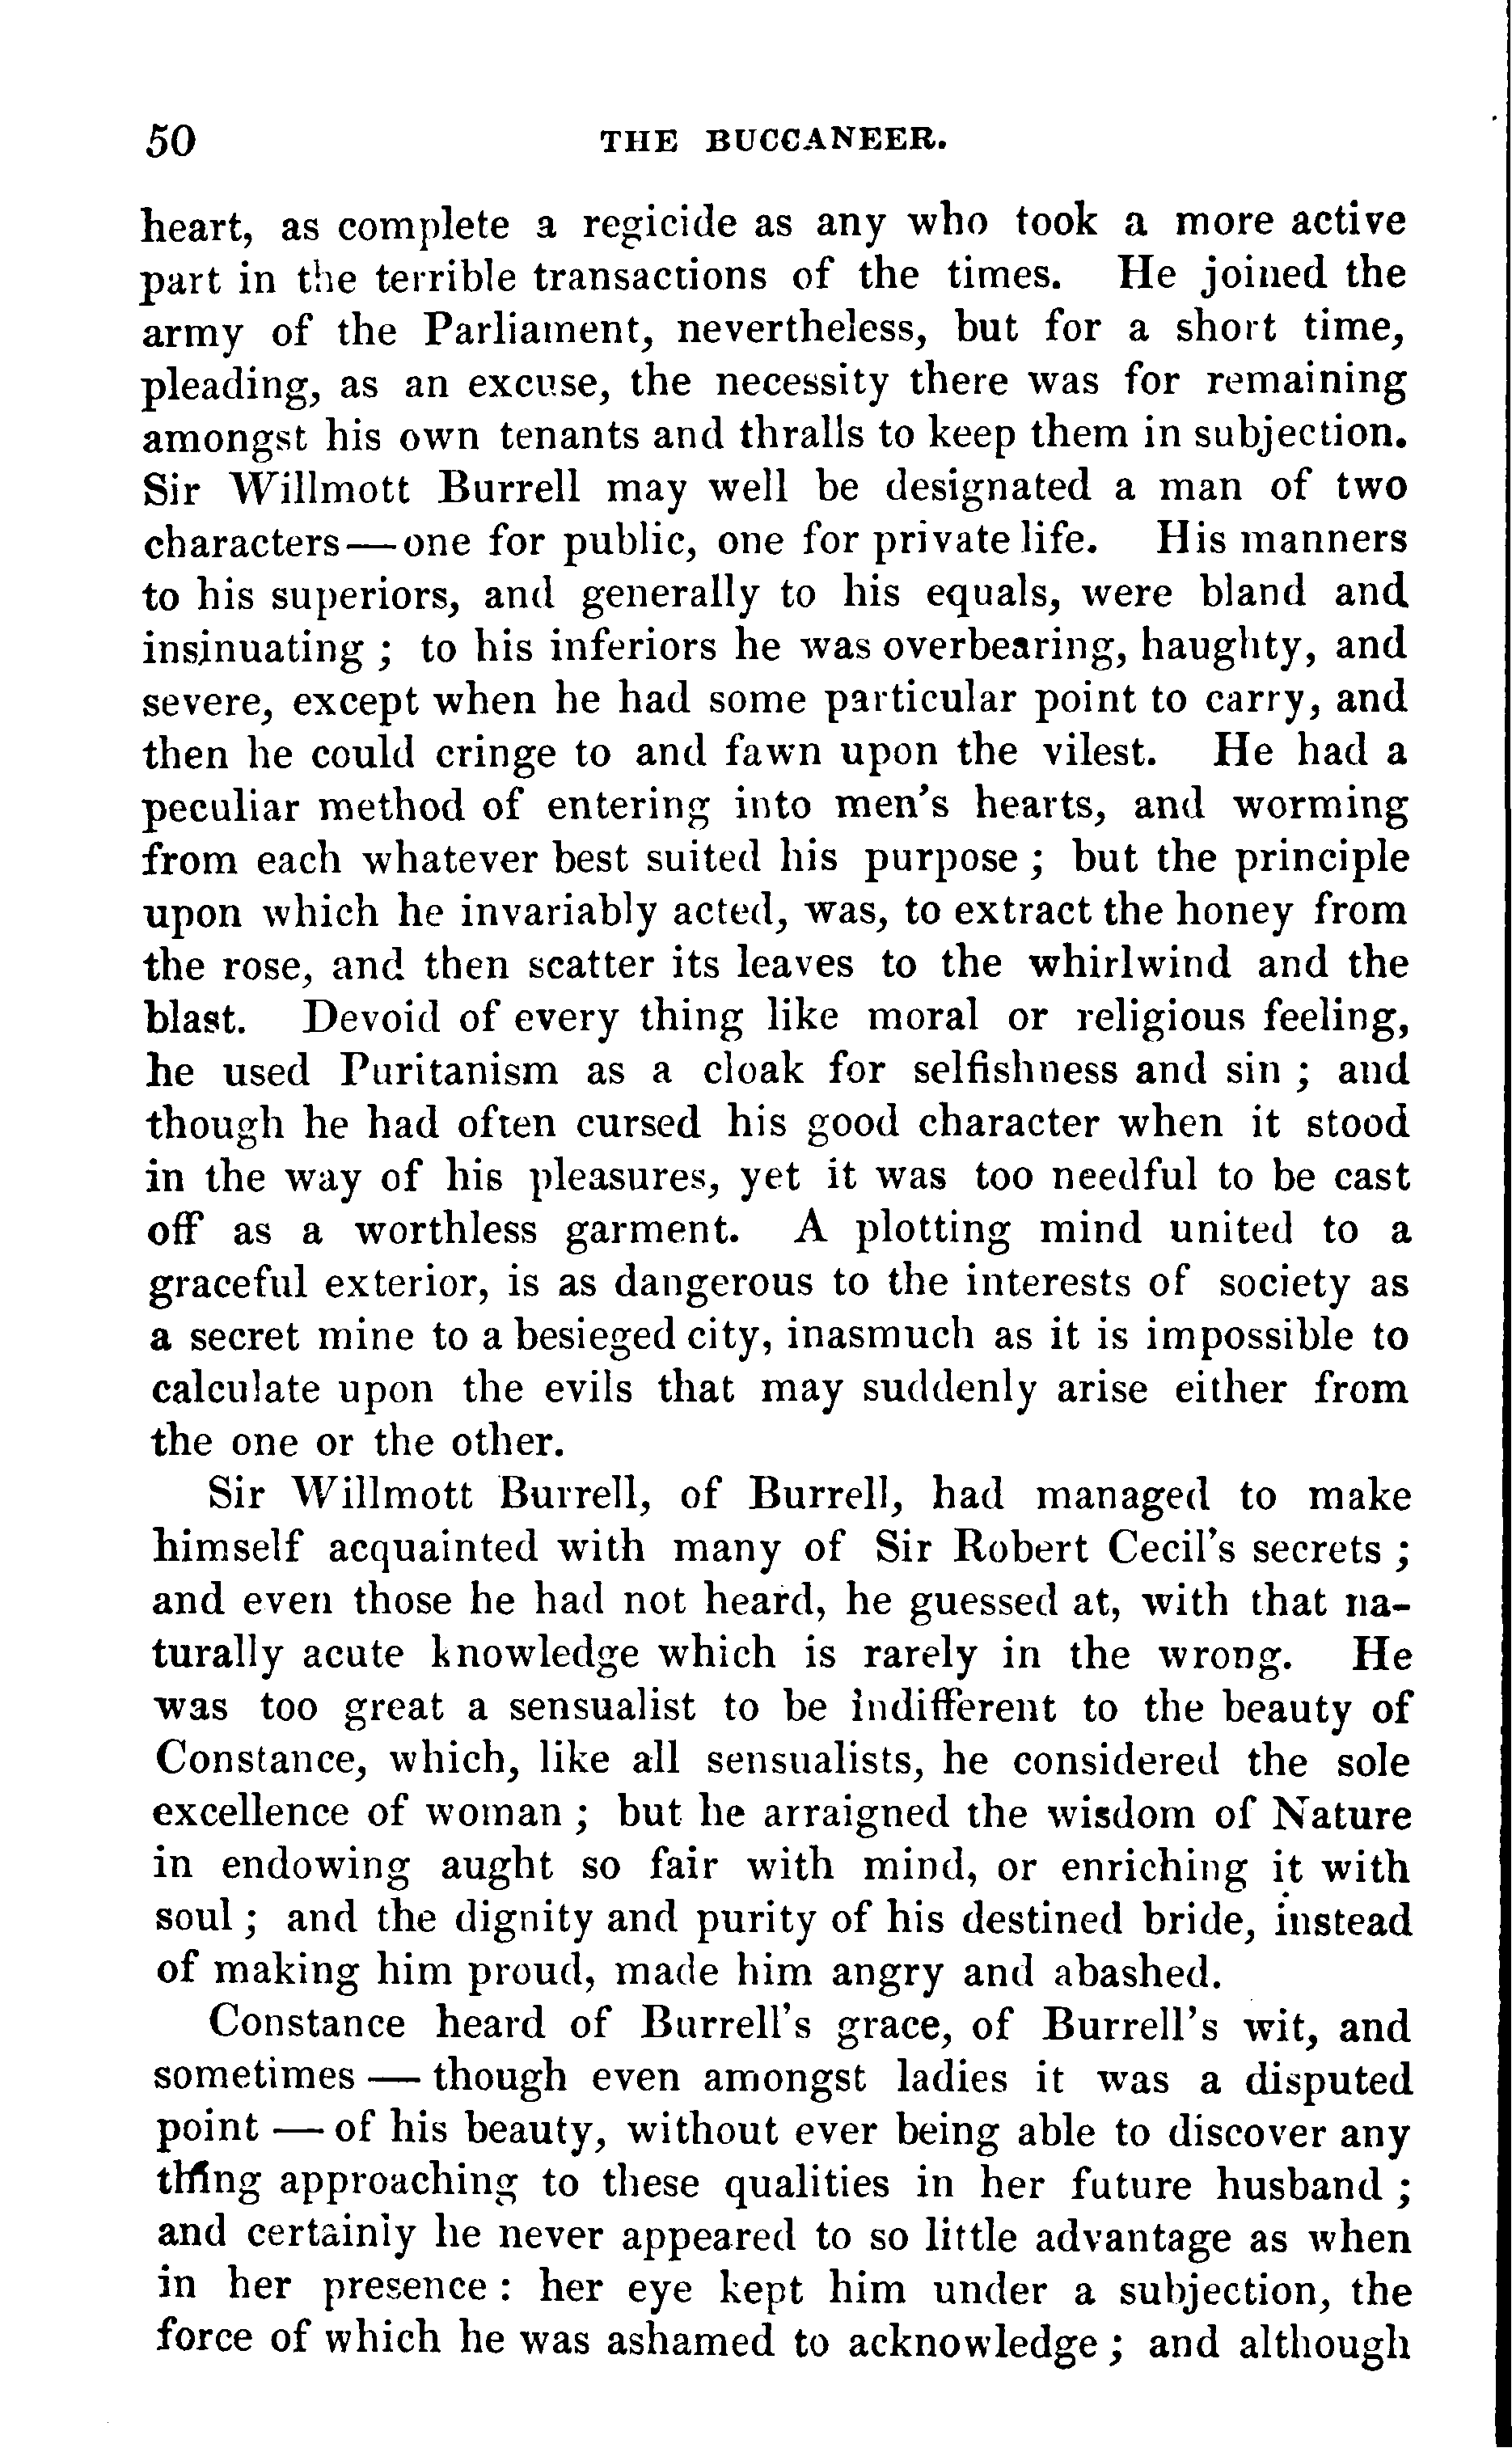 50 THE BUCCANEER.
heart, as complete a regicide as any who took a more active
part in the terrible transactions of the times. He joined the
army of the Parliament, nevertheless, but for a short time,
pleading, as an excuse, the necessity there was for remaining
amongst his own tenants and thralls to keep them in subjection.
Sir Willmott Burrell may well be designated a man of two
characters—one for public, one for private life. His manners
to his superiors, and generally to his equals, were bland and
insinuating ; to his inferiors he was overbearing, haughty, and
severe, except when he had some particular point to carry, and
then he could cringe to and fawn upon the vilest. He had a
peculiar method of entering into men's hearts, and worming
from each whatever best suited his purpose ; but the principle
upon which he invariably acted, was, to extract the honey from
the rose, and then scatter its leaves to the whirlwind and the
blast. Devoid of every thing like moral or religious feeling,
he used Puritanism as a cloak for selfishness and sin ; and
though he had often cursed his good character when it stood
in the way of his pleasures, yet it was too needful to be cast
off as a worthless garment. A plotting mind united to a
graceful exterior, is as dangerous to the interests of society as
a secret mine to a besieged city, inasmuch as it is impossible to
calculate upon the evils that may suddenly arise either from
the one or the other.
Sir Willmott Burrell, of Burrell, had managed to make
himself acquainted with many of Sir Robert Cecil's secrets ;
and even those he had not heard, he guessed at, with that na-
turally acute knowledge which is rarely in the wrong. He
was too great a sensualist to be indifferent to the beauty of
Constance, which, like all sensualists, he considered the sole
excellence of woman ; but he arraigned the wisdom of Nature
in endowing aught so fair with mind, or enriching it with
soul ; and the dignity and purity of his destined bride, instead
of making him proud, made him angry and abashed.
Constance heard of Burrell's grace, of Burrell's wit, and
sometimes — though even amongst ladies it was a disputed
point — of his beauty, without ever being able to discover any
thing approaching to these qualities in her future husband ;
and certainly he never appeared to so little advantage as when
in her presence : her eye kept him under a subjection, the
force of which he was ashamed to acknowledge ; and although